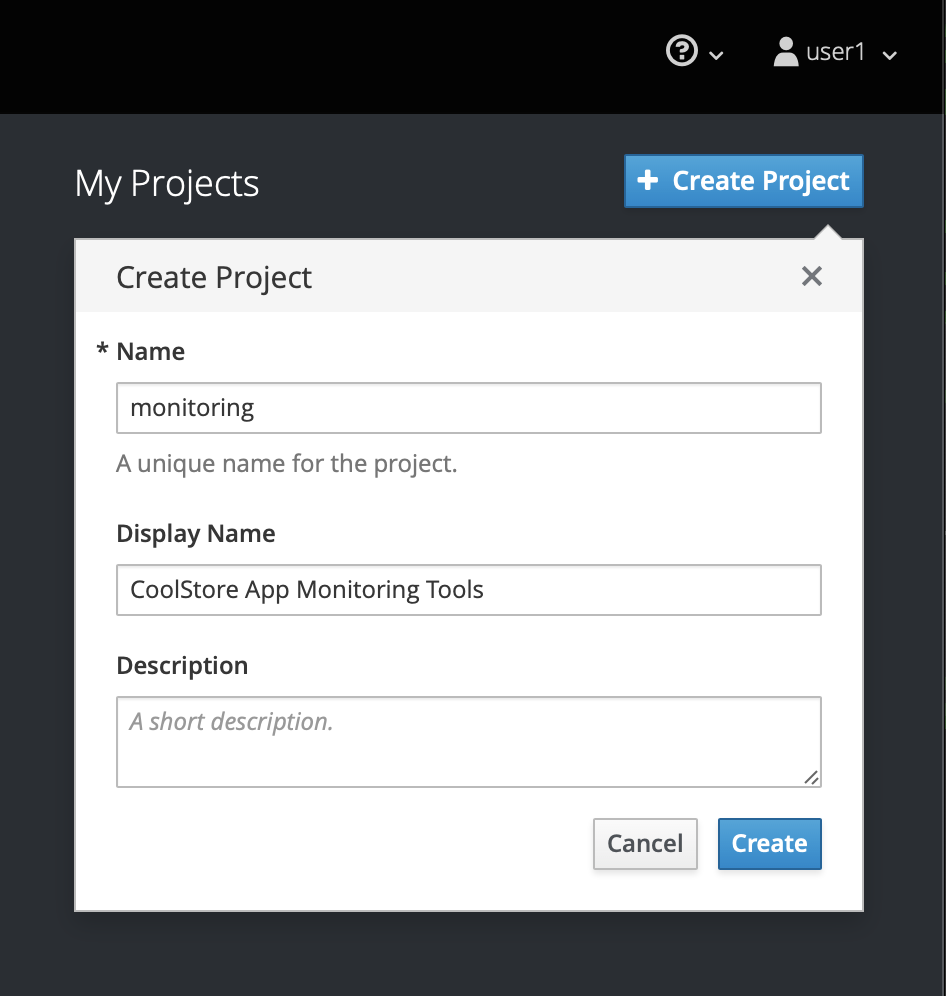 user1
My Projects
+ Create Project
Create Project
* Name
monitoring
A unique name for the project.
Display Name
CoolStore App Monitoring Tools
Description
A short description.
Cancel Create